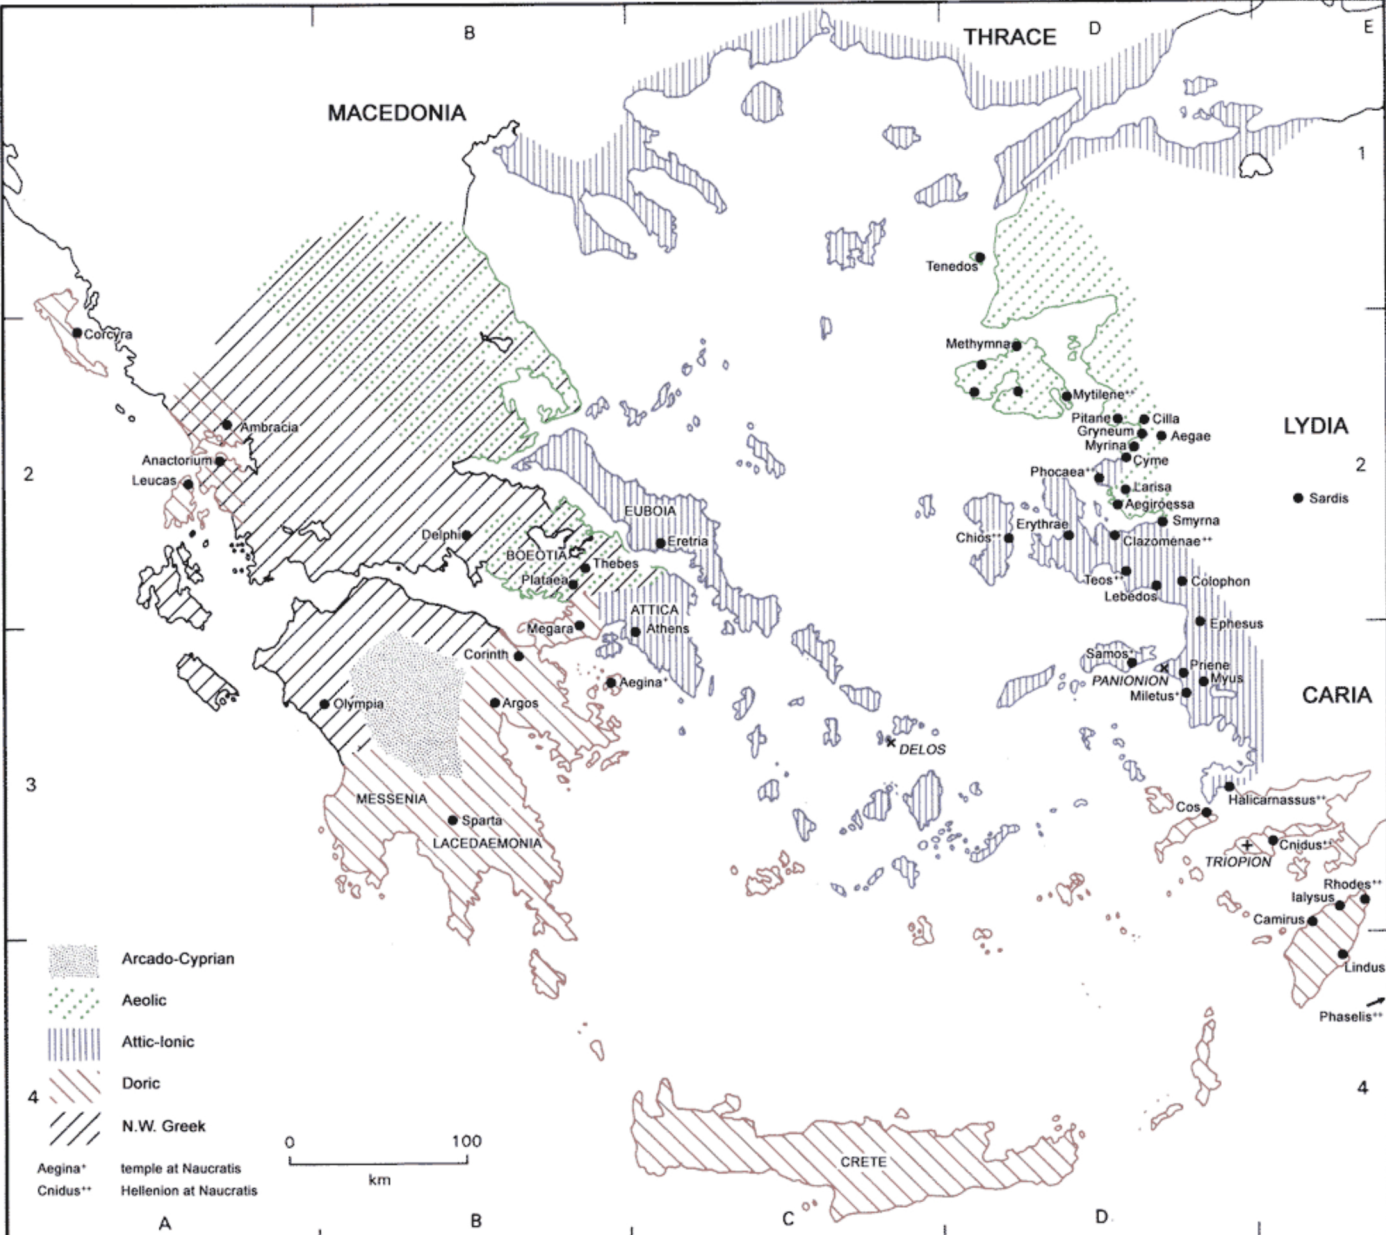 B
D
E
THRACE
MACEDONIA
1
Tenedos
Corcyra
Methymna
Mytilene++
Ambracia
Pitane
Cilla
Gryneum
Aegae
Myrina
LYDIA
Anactorium
Cyme
2
2
Leucas
Phocaea++
Larisa
Sardis
Aegiroessa
EUBOIA
Erythrae
Smyrna
Delphi
Eretria
Chios++
Clazomenae++
BOEOTIA
Thebes
Plataea
Teos++
Colophon
Lebedos
ATTICA
Megara
Athens
Ephesus
Corinth
Samos+
Priene
Aegina+
PANIONION
Myus
Miletus+
CARIA
Olympia
Argos
DELOS
3
MESSENIA
Halicarnassus++
Cos
Sparta
LACEDAEMONIA
Cnidus++
TRIOPION
Rhodes++
Ialysus
Camirus
Lindus
Phaselis++
Arcado-Cyprian
Aeolic
Attic-Ionic
Doric
N.W. Greek
4
4
0 100
km
CRETE
Aegina+ temple at Naucratis
Cnidus++ Hellenion at Naucratis
A
B
C
D